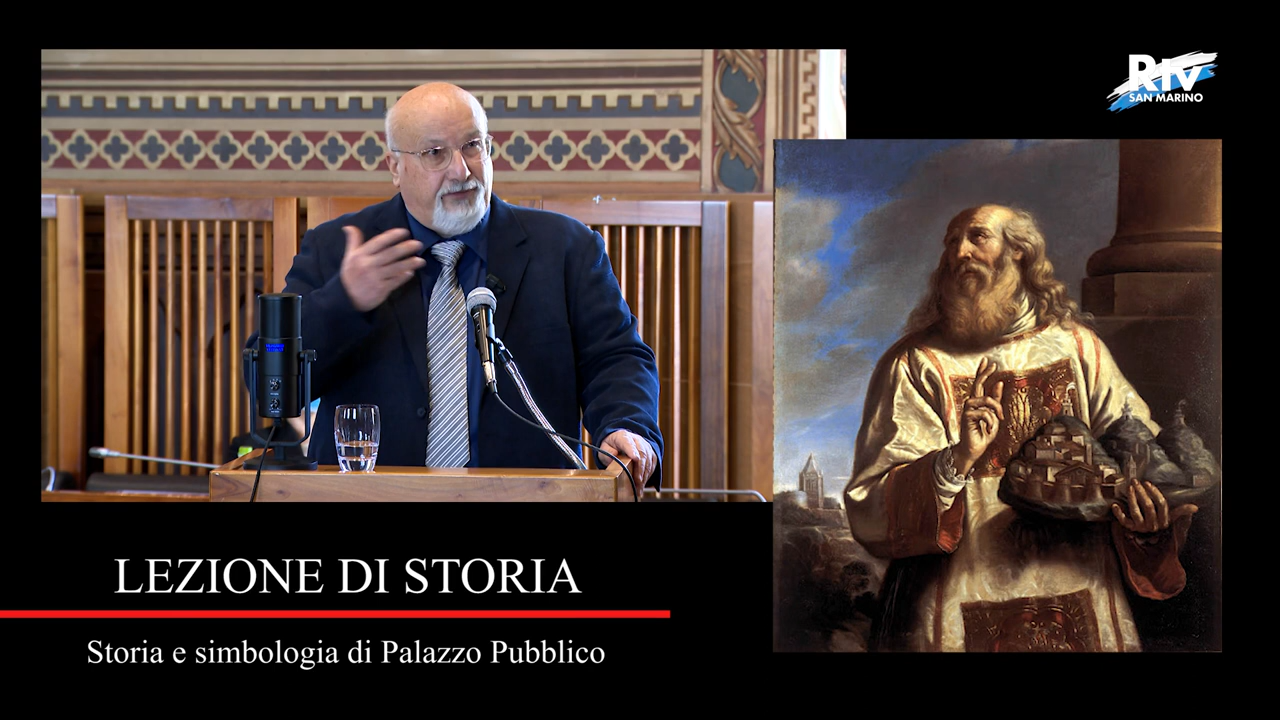 Rtv
SAN MARINO
LEZIONE DI STORIA
Storia e simbologia di Palazzo Pubblico